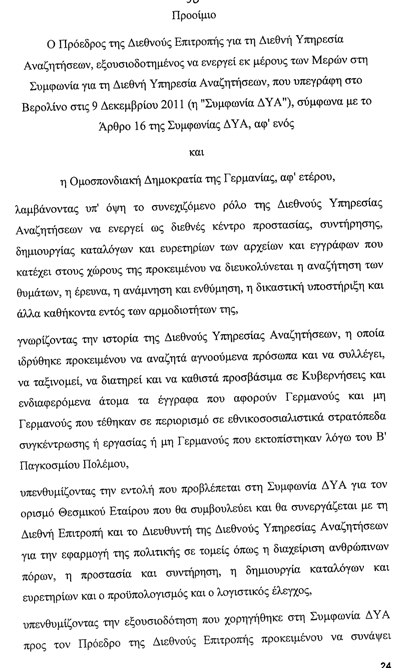 Προοίμιο
Ο Πρόεδρος της Διεθνούς Επιτροπής για τη Διεθνή Υπηρεσία
Αναζητήσεων, εξουσιοδοτημένος να ενεργεί εκ μέρους των Μερών στη
Συμφωνία για τη Διεθνή Υπηρεσία Αναζητήσεων, που υπεγράφη στο
Βερολίνο στις 9 Δεκεμβρίου 2011 (η "Συμφωνία ΔΥΑ"), σύμφωνα με το
Άρθρο 16 της Συμφωνίας ΔΥΑ, αφ' ενός
και
η Ομοσπονδιακή Δημοκρατία της Γερμανίας, αφ' ετέρου,
λαμβάνοντας υπ' όψη το συνεχιζόμενο ρόλο της Διεθνούς Υπηρεσίας
Αναζητήσεων να ενεργεί ως διεθνές κέντρο προστασίας, συντήρησης,
δημιουργίας καταλόγων και ευρετηρίων των αρχείων και εγγράφων που
κατέχει στους χώρους της προκειμένου να διευκολύνεται η αναζήτηση των
θυμάτων, η έρευνα, η ανάμνηση και ενθύμηση, η δικαστική υποστήριξη και
άλλα καθήκοντα εντός των αρμοδιοτήτων της,
γνωρίζοντας την ιστορία της Διεθνούς Υπηρεσίας Αναζητήσεων, η οποία
ιδρύθηκε προκειμένου να αναζητά αγνοούμενα πρόσωπα και να συλλέγει,
να ταξινομεί, να διατηρεί και να καθιστά προσβάσιμα σε Κυβερνήσεις και
ενδιαφερόμενα άτομα τα έγγραφα που αφορούν Γερμανούς και μη
Γερμανούς που τέθηκαν σε περιορισμό σε εθνικοσοσιαλιστικά στρατόπεδα
συγκέντρωσης ή εργασίας ή μη Γερμανούς που εκτοπίστηκαν λόγω του Β'
Παγκοσμίου Πολέμου,
υπενθυμίζοντας την εντολή που προβλέπεται στη Συμφωνία ΔΥΑ για τον
ορισμό Θεσμικού Εταίρου που θα συμβουλεύει και θα συνεργάζεται με τη
Διεθνή Επιτροπή και το Διευθυντή της Διεθνούς Υπηρεσίας Αναζητήσεων
για την εφαρμογή της πολιτικής σε τομείς όπως η διαχείριση ανθρώπινων
πόρων, η προστασία και συντήρηση, η δημιουργία καταλόγων και
ευρετηρίων και ο προϋπολογισμός και ο λογιστικός έλεγχος,
υπενθυμίζοντας την εξουσιοδότηση που χορηγήθηκε στη Συμφωνία ΔΥΑ
προς τον Πρόεδρο της Διεθνούς Επιτροπής προκειμένου να συνάψει
24